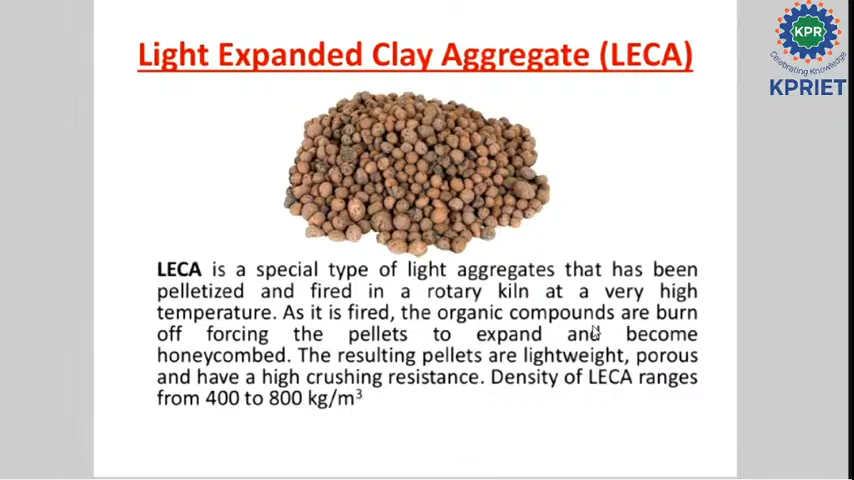 Light Expanded Clay Aggregate (LECA)
KPR
Celebrating Knowledge
KPRIET
LECA is a special type of light aggregates that has been
pelletized and fired in a rotary kiln at a very high
temperature. As it is fired, the organic compounds are burn
off forcing the pellets to expand and become
honeycombed. The resulting pellets are lightweight, porous
and have a high crushing resistance. Density of LECA ranges
from 400 to 800 kg/m³